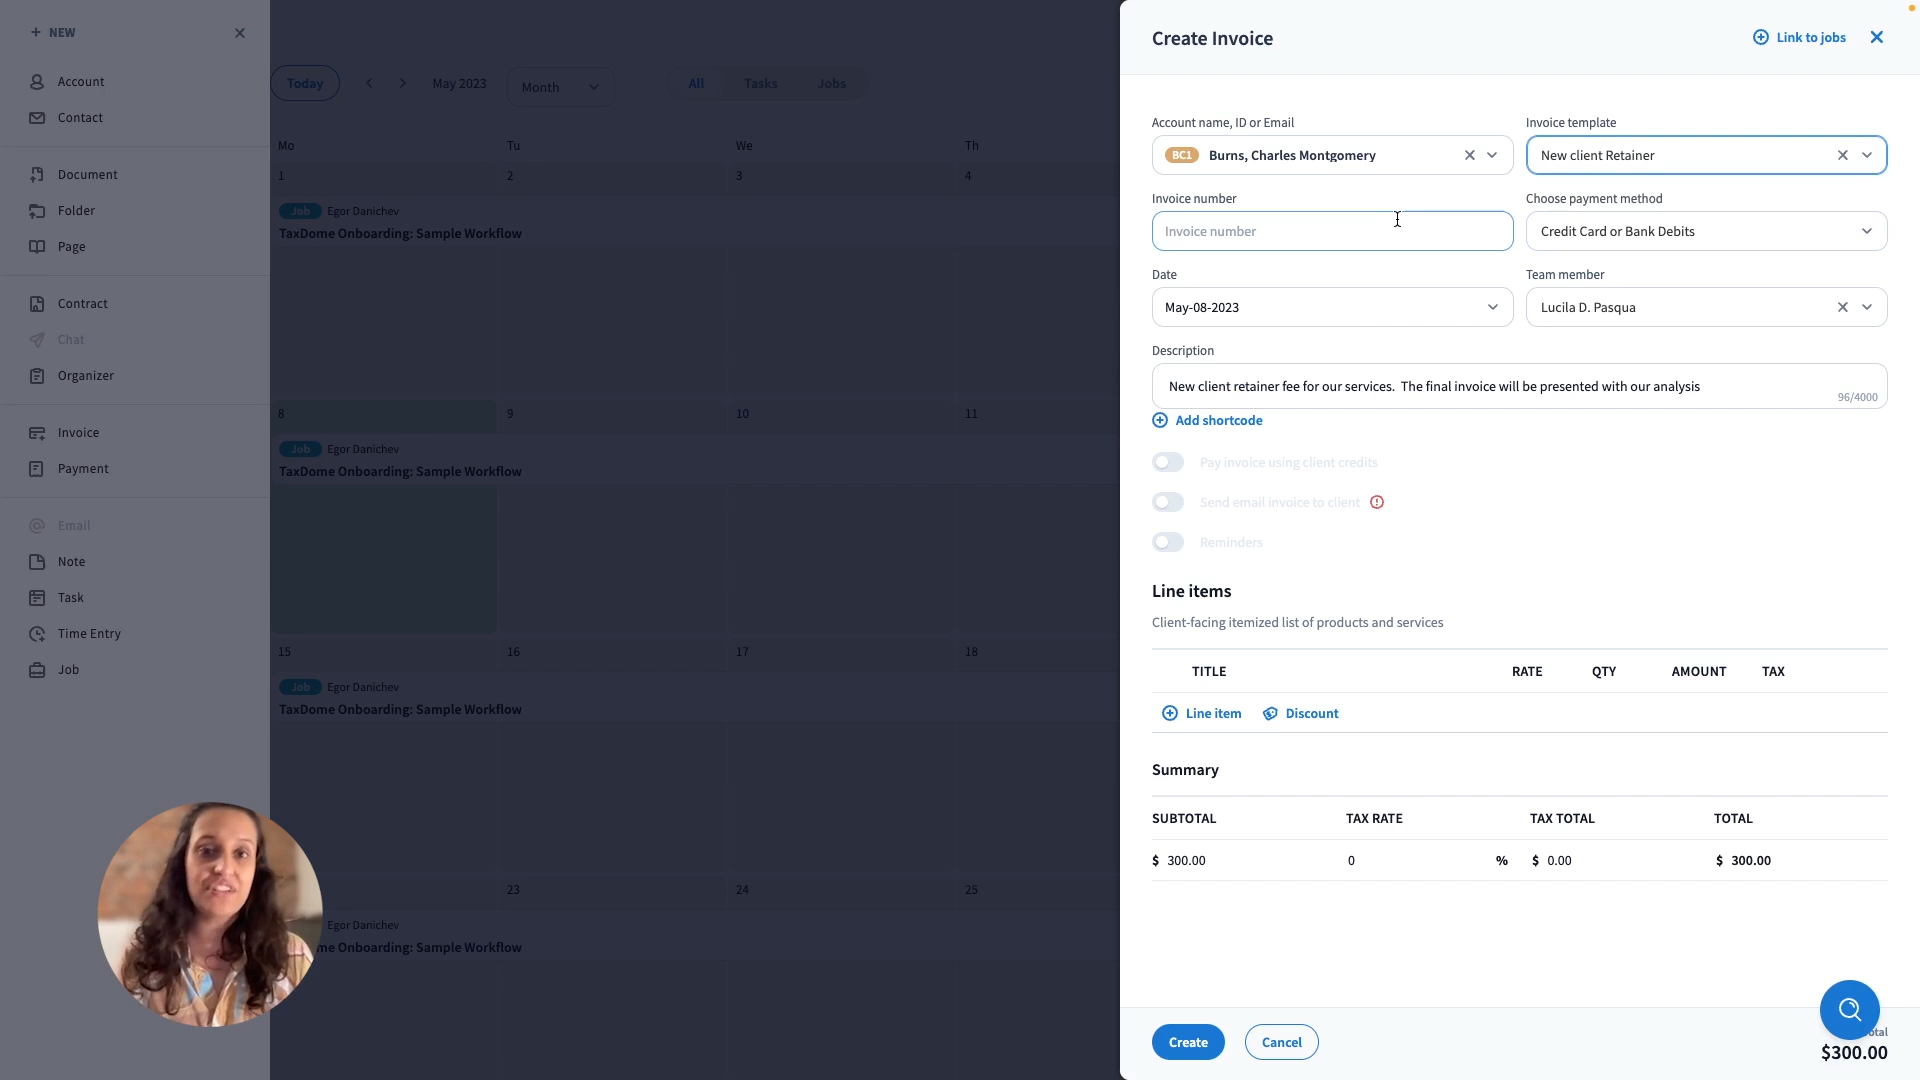 NEW
Account
Contact
Document
Folder
Page
Contract
Chat
Organizer
Invoice
Payment
Email
Note
Task
Time Entry
Job
Today
May 2023
Month
All
Tasks
Jobs
Mo
Tu
We
Th
1
2
3
4
Job Egor Danichev
TaxDome Onboarding: Sample Workflow
8
9
10
11
Job Egor Danichev
TaxDome Onboarding: Sample Workflow
15
16
17
18
Job Egor Danichev
TaxDome Onboarding: Sample Workflow
23
24
25
Egor Danichev
me Onboarding: Sample Workflow
Create Invoice
Link to jobs
Account name, ID or Email
Invoice template
BC1 Burns, Charles Montgomery
New client Retainer
Invoice number
Choose payment method
Invoice number
Credit Card or Bank Debits
Date
Team member
May-08-2023
Lucila D. Pasqua
Description
New client retainer fee for our services. The final invoice will be presented with our analysis
96/4000
Add shortcode
Pay invoice using client credits
Send email invoice to client
Reminders
Line items
Client-facing itemized list of products and services
TITLE RATE QTY AMOUNT TAX
Line item Discount
Summary
SUBTOTAL TAX RATE TAX TOTAL TOTAL
$ 300.00 0 % $ 0.00 $ 300.00
Create
Cancel
$300.00